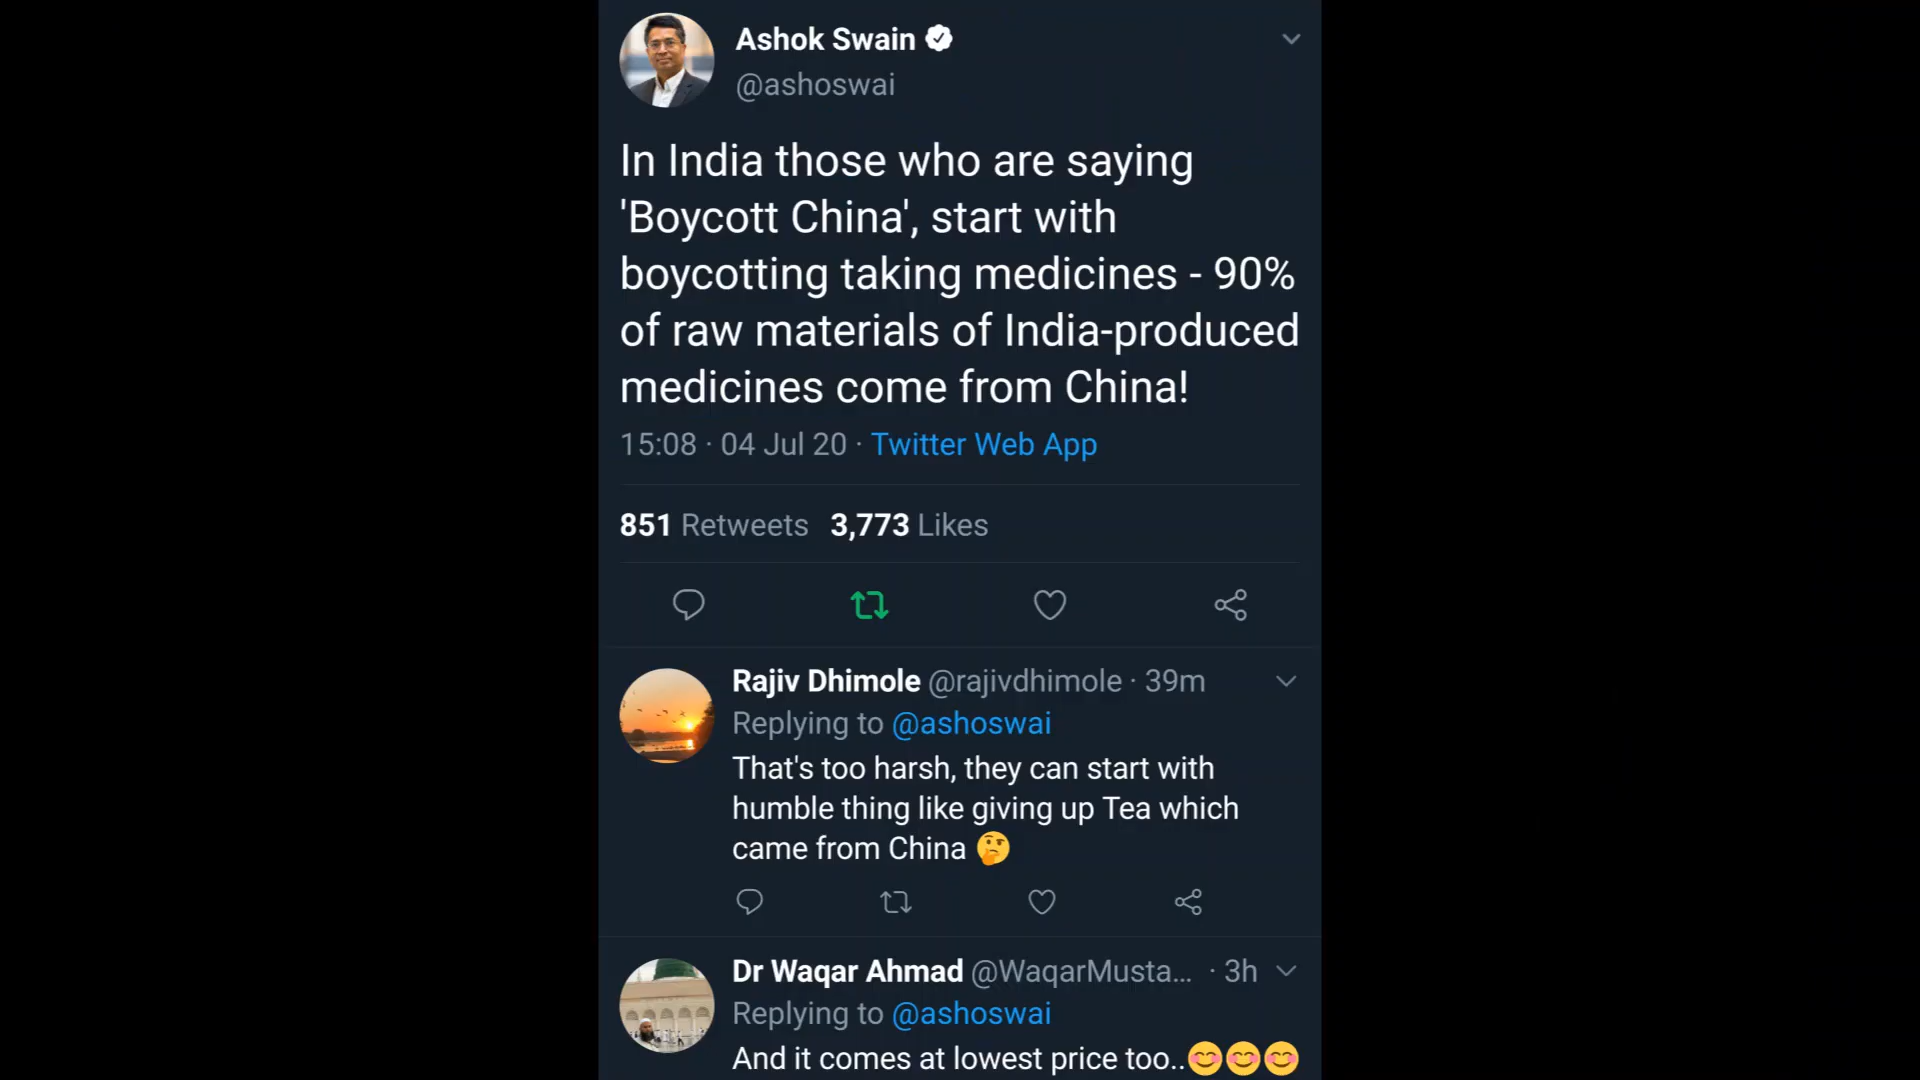 Ashok Swain
@ashoswai
In India those who are saying
'Boycott China', start with
boycotting taking medicines - 90%
of raw materials of India-produced
medicines come from China!
15:08 · 04 Jul 20 · Twitter Web App
851 Retweets 3,773 Likes
Rajiv Dhimole @rajivdhimole · 39m
Replying to @ashoswai
That's too harsh, they can start with
humble thing like giving up Tea which
came from China 🤔
Dr Waqar Ahmad @WaqarMusta... · 3h
Replying to @ashoswai
And it comes at lowest price too..😊😊😊